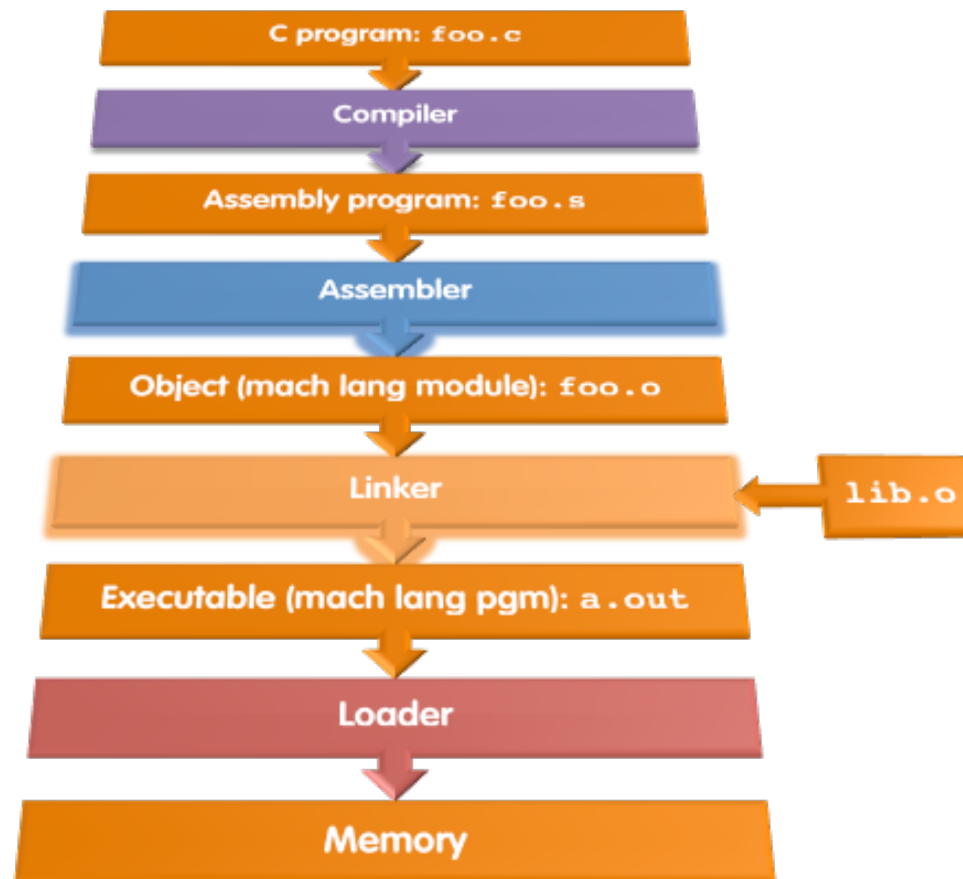 C program: foo.c
Compiler
Assembly program: foo.s
Assembler
Object (mach lang module): foo.o
Linker
lib.o
Executable (mach lang pgm): a.out
Loader
Memory